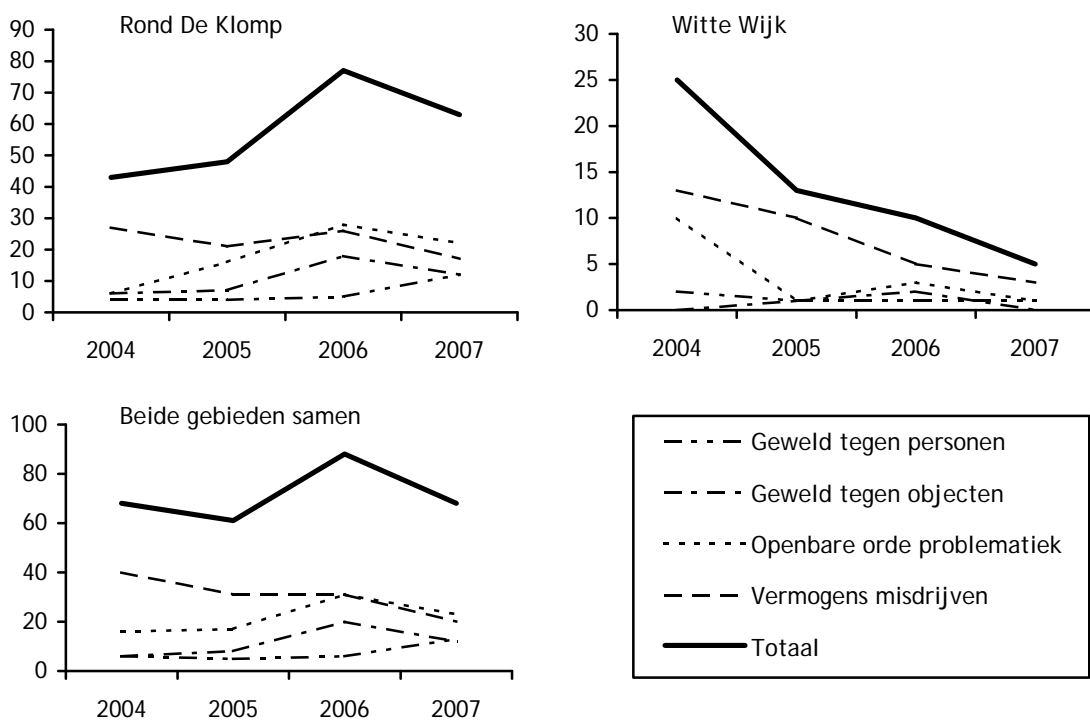 Rond De Klomp
90
80
70
60
50
40
30
20
10
0
2004 2005 2006 2007
Witte Wijk
30
25
20
15
10
5
0
2004 2005 2006 2007
Beide gebieden samen
100
80
60
40
20
0
2004 2005 2006 2007
Geweld tegen personen
Geweld tegen objecten
Openbare orde problematiek
Vermogens misdrijven
Totaal